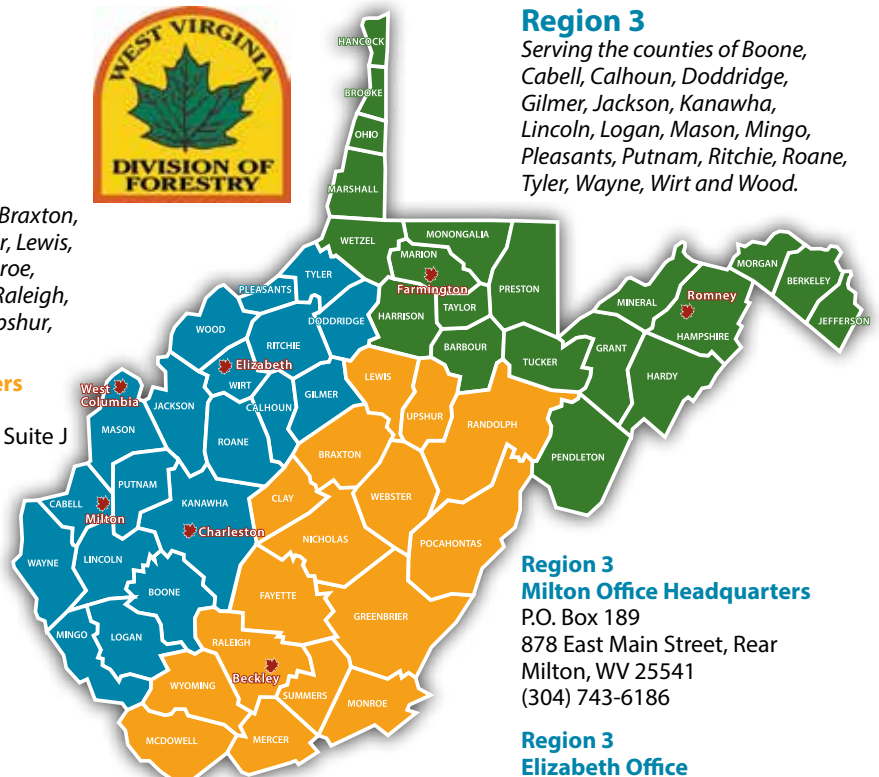 WEST VIRGINIA
DIVISION OF
FORESTRY
Region 3
Serving the counties of Boone,
Cabell, Calhoun, Doddridge,
Gilmer, Jackson, Kanawha,
Lincoln, Logan, Mason, Mingo,
Pleasants, Putnam, Ritchie, Roane,
Tyler, Wayne, Wirt and Wood.
Braxton,
r, Lewis,
roe,
Raleigh,
oshur,
ers
Suite J
HANCOCK
BROOKE
OHIO
MARSHALL
WETZEL
MONONGALIA
MARION
Farmington
PRESTON
TAYLOR
HARRISON
BARBOUR
TUCKER
MORGAN
BERKELEY
JEFFERSON
MINERAL
Romney
HAMPSHIRE
GRANT
HARDY
PENDLETON
TYLER
PLEASANTS
DODDRIDGE
WOOD
RITCHIE
Elizabeth
WIRT
West
Columbia
JACKSON
CALHOUN
GILMER
MASON
ROANE
PUTNAM
CABELL
Milton
KANAWHA
Charleston
WAYNE
LINCOLN
BOONE
MINGO
LOGAN
LEWIS
UPSHUR
RANDOLPH
BRAXTON
CLAY
WEBSTER
NICHOLAS
POCAHONTAS
FAYETTE
GREENBRIER
RALEIGH
Beckley
WYOMING
SUMMERS
MONROE
MCDOWELL
MERCER
Region 3
Milton Office Headquarters
P.O. Box 189
878 East Main Street, Rear
Milton, WV 25541
(304) 743-6186
Region 3
Elizabeth Office